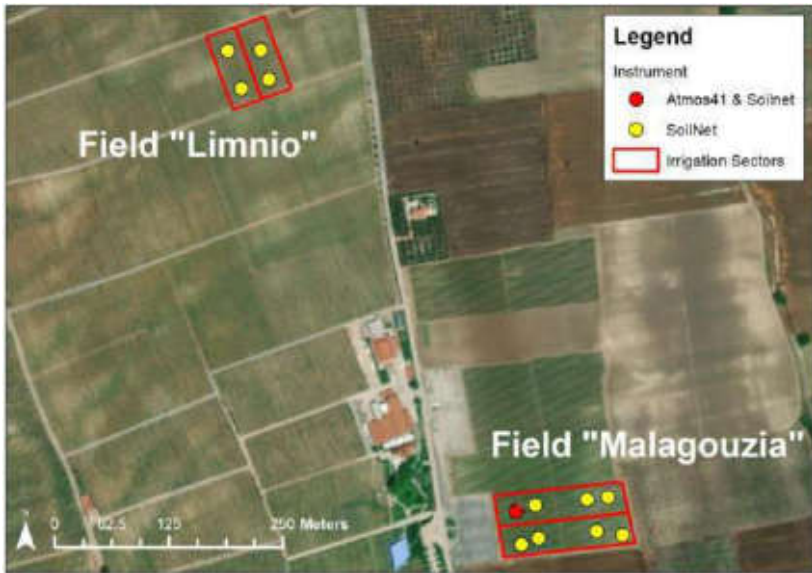 Legend
Instrument
Atmos41 & Soilnet
SoilNet
Irrigation Sectors
Field "Limnio"
Field "Malagouzia"
0 62.5 125 250 Meters
N